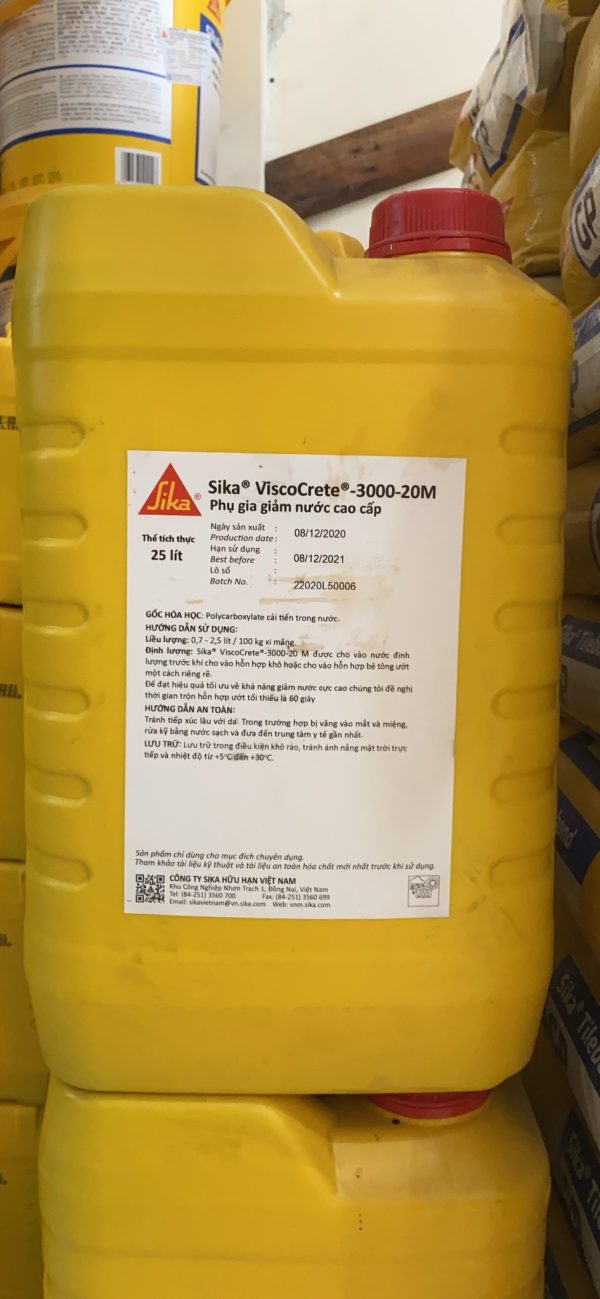 Sika®
Sika® ViscoCrete®-3000-20M
Phụ gia giảm nước cao cấp
Thể tích thực
25 lít
Ngày sản xuất :
Production date : 08/12/2020
Hạn sử dụng :
Best before : 08/12/2021
Lô số :
Batch No. : 22020L50006
GỐC HÓA HỌC: Polycarboxylate cải tiến trong nước.
HƯỚNG DẪN SỬ DỤNG:
Liều lượng: 0,7 - 2,5 lít / 100 kg xi măng.
Định lượng: Sika® ViscoCrete®-3000-20 M được cho vào nước định
lượng trước khi cho vào hỗn hợp khô hoặc cho vào hỗn hợp bê tông ướt
một cách riêng rẽ.
Để đạt hiệu quả tối ưu về khả năng giảm nước cực cao chúng tôi đề nghị
thời gian trộn hỗn hợp ướt tối thiểu là 60 giây
HƯỚNG DẪN AN TOÀN:
Tránh tiếp xúc lâu với da. Trong trường hợp bị văng vào mắt và miệng,
rửa kỹ bằng nước sạch và đưa đến trung tâm y tế gần nhất.
LƯU TRỮ: Lưu trữ trong điều kiện khô ráo, tránh ánh nắng mặt trời trực
tiếp và nhiệt độ từ +5°C đến +30°C.
Sản phẩm chỉ dùng cho mục đích chuyên dụng.
Tham khảo tài liệu kỹ thuật và tài liệu an toàn hóa chất mới nhất trước khi sử dụng.
CÔNG TY SIKA HỮU HẠN VIỆT NAM
Khu Công Nghiệp Nhơn Trạch 1, Đồng Nai, Việt Nam
Tel: (84-251) 3560 700 Fax: (84-251) 3560 699
Email: sikavietnam@vn.sika.com Web: vnm.sika.com
GP
Sika® Tile
Sika® Tile